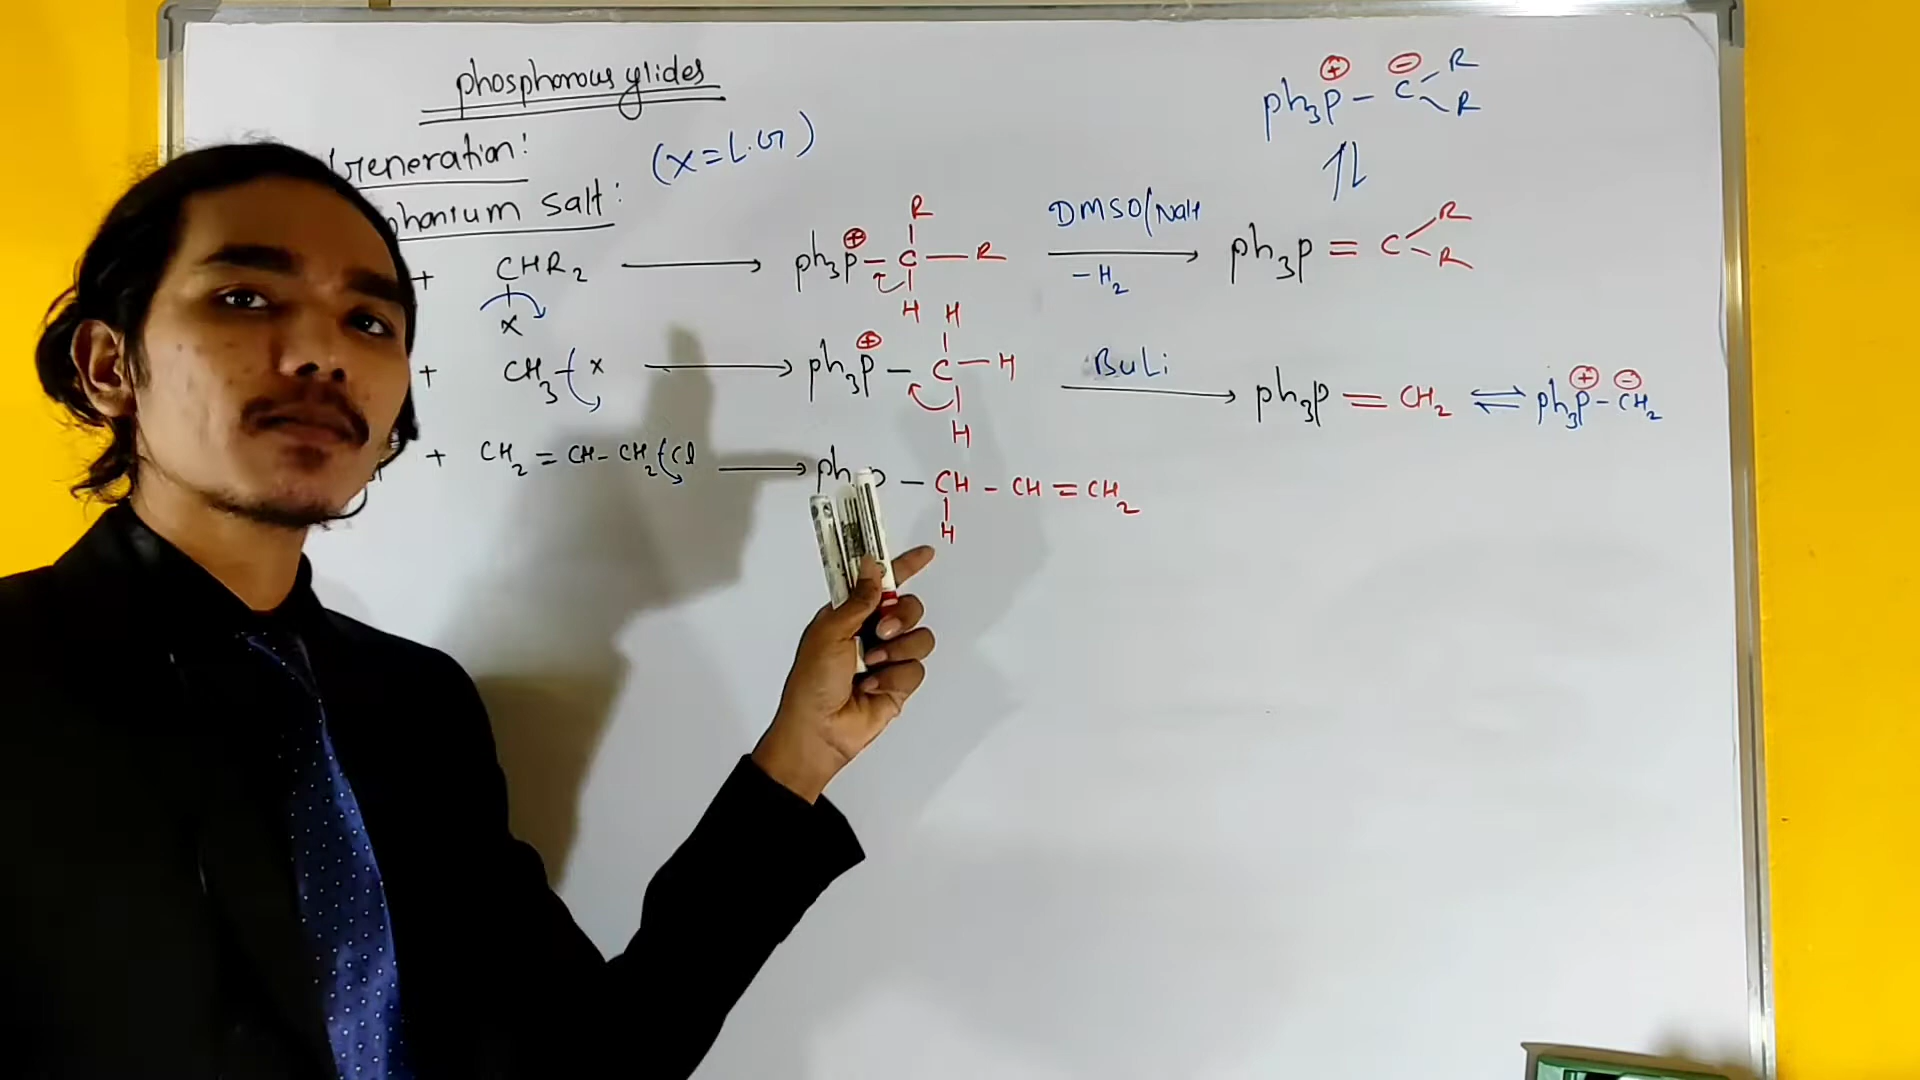 phosphorous ylides
Generation:
phonium salt:
(X=L.G)
+ CHR2 → ph3P⊕-C-R
R
H
X
DMSO/NaH
-H2
ph3P = C R R
ph3P⊕ - C⊖ R R
⇌
+ CH3-X → ph3P⊕ - C - H
H
H
BuLi
ph3P = CH2 ⇌ ph3P⊕-CH2⊖
+ CH2 = CH- CH2-Cl → ph P - CH - CH = CH2
H